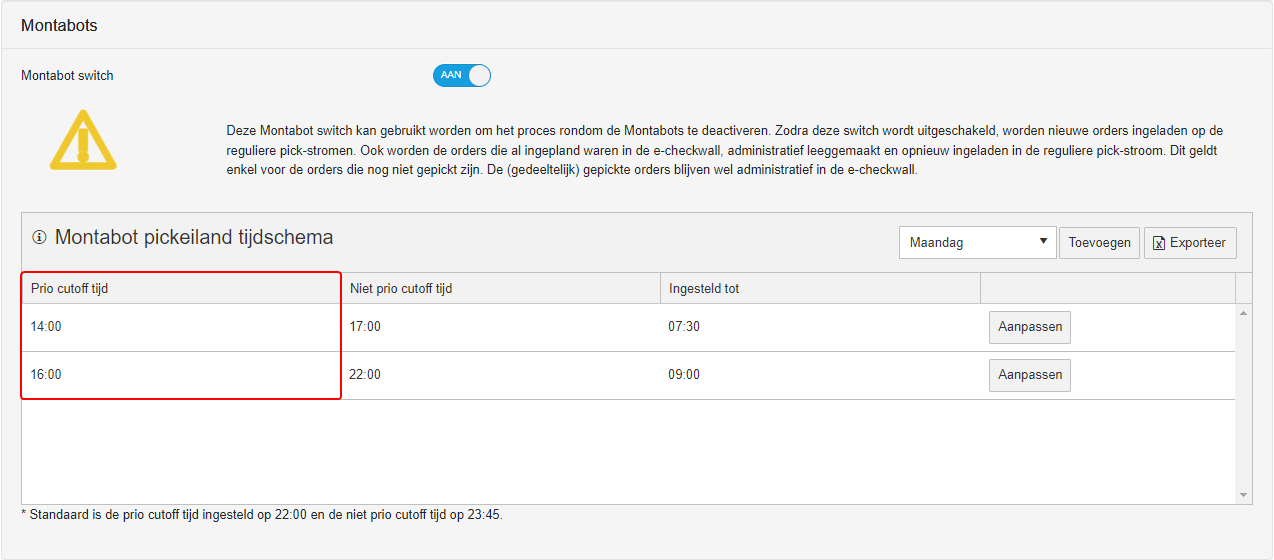 Montabots
Montabot switch
AAN
Deze Montabot switch kan gebruikt worden om het proces rondom de Montabots te deactiveren. Zodra deze switch wordt uitgeschakeld, worden nieuwe orders ingeladen op de
reguliere pick-stromen. Ook worden de orders die al ingepland waren in de e-checkwall, administratief leeggemaakt en opnieuw ingeladen in de reguliere pick-stroom. Dit geldt
enkel voor de orders die nog niet gepickt zijn. De (gedeeltelijk) gepickte orders blijven wel administratief in de e-checkwall.
Montabot pickeiland tijdschema
Maandag
Toevoegen
Exporteer
Prio cutoff tijd Niet prio cutoff tijd Ingesteld tot
14:00 17:00 07:30 Aanpassen
16:00 22:00 09:00 Aanpassen
* Standaard is de prio cutoff tijd ingesteld op 22:00 en de niet prio cutoff tijd op 23:45.